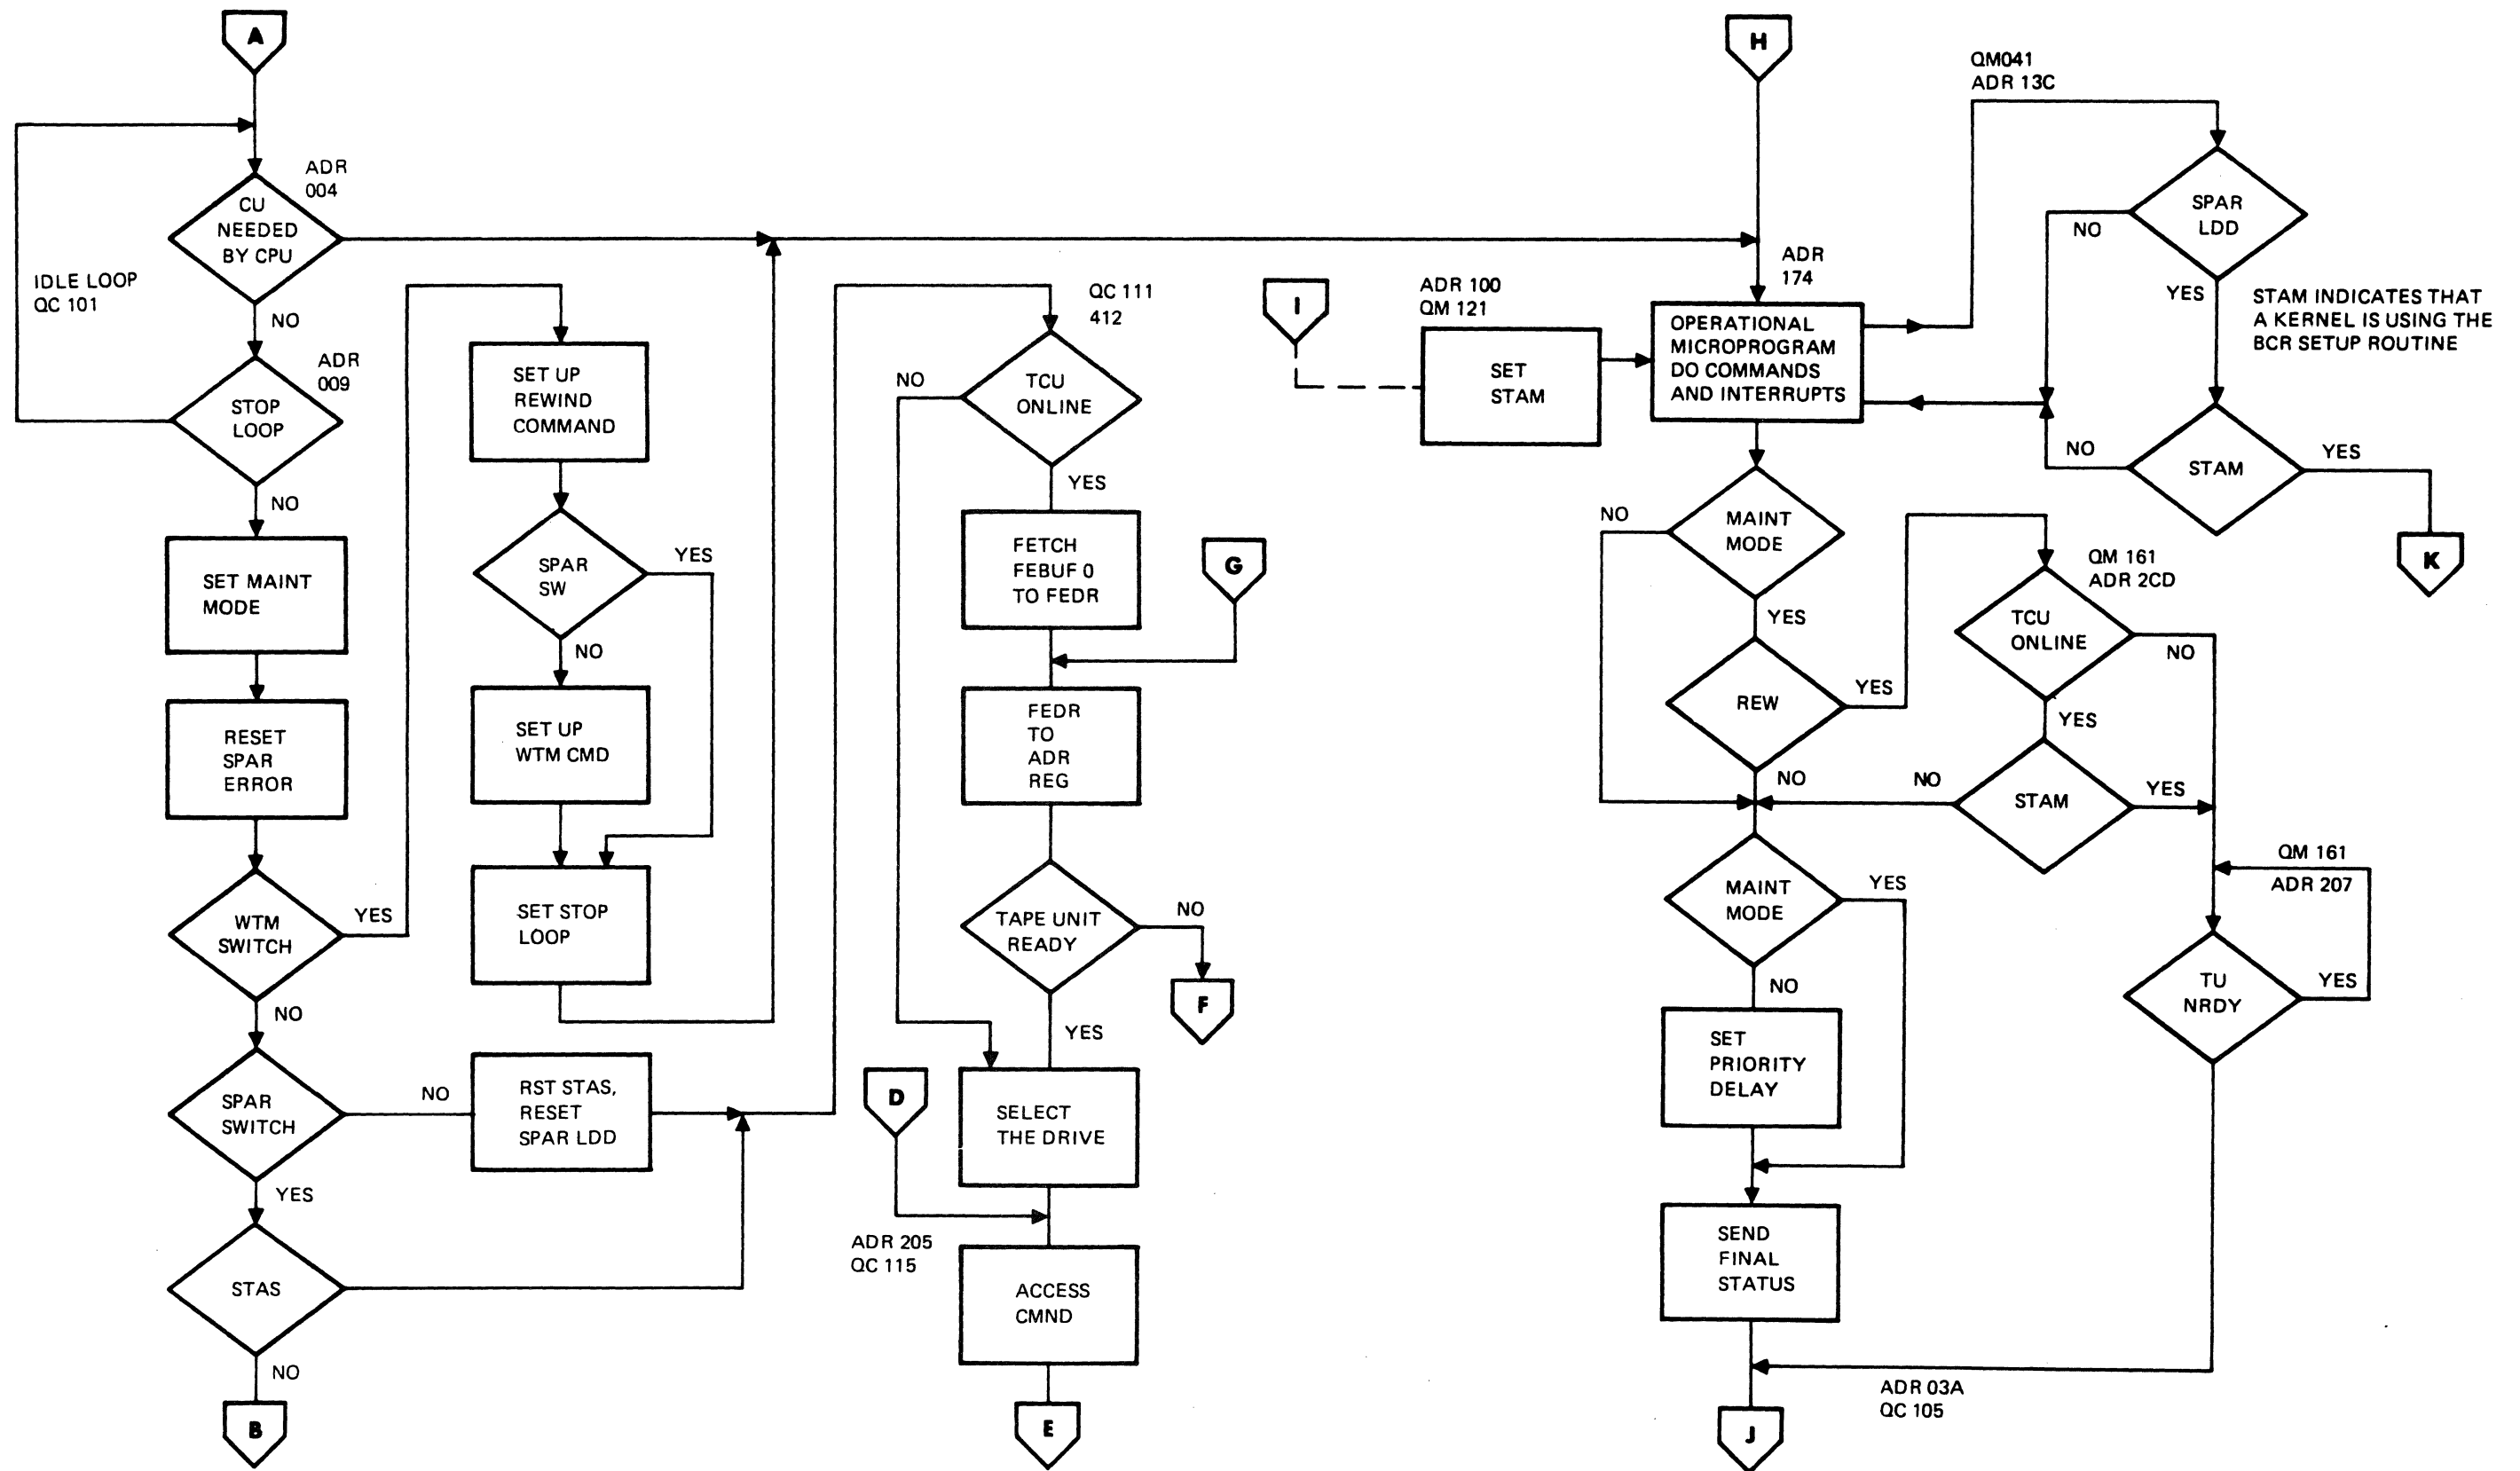 A
ADR
004
CU
NEEDED
BY CPU
IDLE LOOP
QC 101
NO
ADR
009
STOP
LOOP
NO
SET MAINT
MODE
RESET
SPAR
ERROR
WTM
SWITCH
YES
NO
SPAR
SWITCH
NO
YES
STAS
NO
B
SET UP
REWIND
COMMAND
SPAR
SW
YES
NO
SET UP
WTM CMD
SET STOP
LOOP
RST STAS,
RESET
SPAR LDD
QC 111
412
TCU
ONLINE
NO
YES
FETCH
FEBUF 0
TO FEDR
G
FEDR
TO
ADR
REG
TAPE UNIT
READY
NO
F
YES
D
SELECT
THE DRIVE
ADR 205
QC 115
ACCESS
CMND
E
H
I
ADR 100
QM 121
SET
STAM
ADR
174
OPERATIONAL
MICROPROGRAM
DO COMMANDS
AND INTERRUPTS
QM041
ADR 13C
SPAR
LDD
NO
YES
STAM INDICATES THAT
A KERNEL IS USING THE
BCR SETUP ROUTINE
STAM
NO
YES
K
MAINT
MODE
NO
YES
REW
YES
NO
QM 161
ADR 2CD
TCU
ONLINE
NO
YES
STAM
NO
YES
MAINT
MODE
YES
NO
SET
PRIORITY
DELAY
SEND
FINAL
STATUS
QM 161
ADR 207
TU
NRDY
YES
ADR 03A
QC 105
J